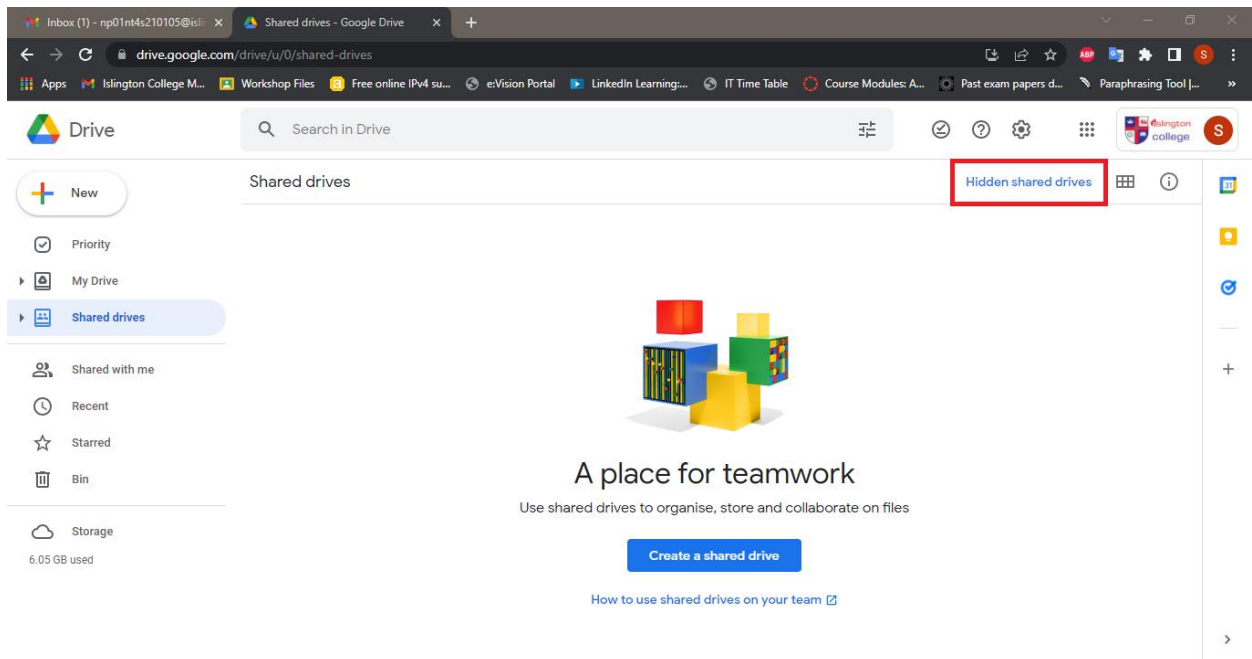 Inbox (1) - np01nt4s210105@isli
Shared drives - Google Drive
drive.google.com/drive/u/0/shared-drives
ABP
S
Apps Islington College M... Workshop Files Free online IPv4 su... e:Vision Portal LinkedIn Learning:... IT Time Table Course Modules: A... Past exam papers d... Paraphrasing Tool |... »
Drive
Search in Drive
islington
college
S
New
Shared drives
Hidden shared drives
31
Priority
My Drive
Shared drives
Shared with me
Recent
Starred
Bin
Storage
6.05 GB used
A place for teamwork
Use shared drives to organise, store and collaborate on files
Create a shared drive
How to use shared drives on your team